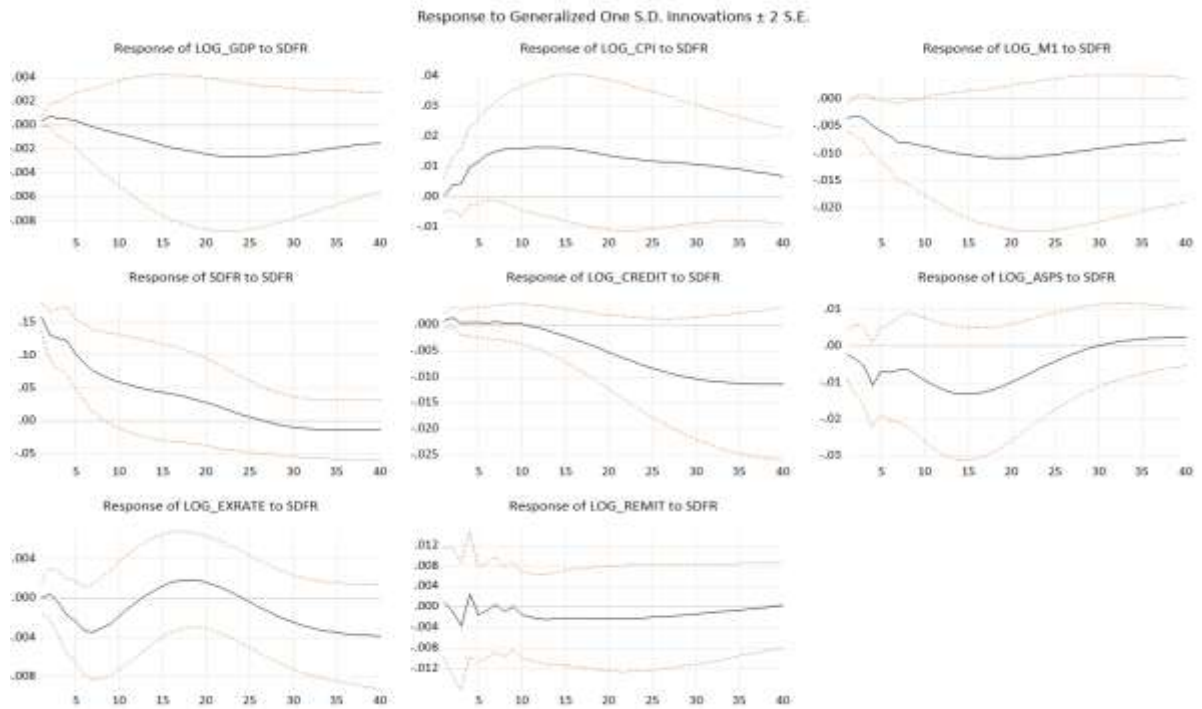 Response to Generalized One S.D. Innovations ± 2 S.E.
Response of LOG_GDP to SDFR
.004
.002
.000
.002
.004
.006
.008
5 10 15 20 25 30 35 40
Response of LOG_CPI to SDFR
.04
.03
.02
.01
.00
-.01
5 10 15 20 25 30 35 40
Response of LOG_M1 to SDFR
.000
-.005
-.010
-.015
-.020
5 10 15 20 25 30 35 40
Response of SDFR to SDFR
.15
.10
.05
.00
-.05
5 10 15 20 25 30 35 40
Response of LOG_CREDIT to SDFR
.000
-.005
-.010
-.015
-.020
-.025
5 10 15 20 25 30 35 40
Response of LOG_ASPS to SDFR
.01
.00
-.01
-.02
-.03
5 10 15 20 25 30 35 40
Response of LOG_EXRATE to SDFR
.004
.000
.004
.008
5 10 15 20 25 30 35 40
Response of LOG_REMIT to SDFR
.012
.008
.004
.000
-.004
-.008
-.012
5 10 15 20 25 30 35 40